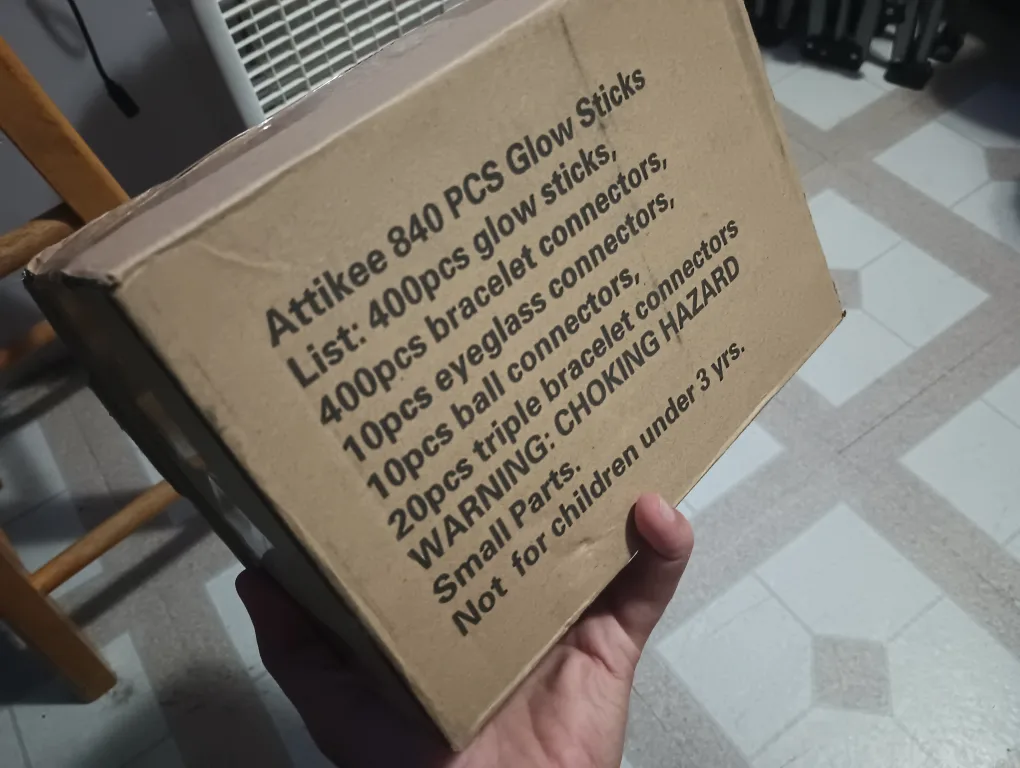 Attikee 840 PCS Glow Sticks
List: 400pcs glow sticks,
400pcs bracelet connectors,
10pcs eyeglass connectors,
10pcs ball connectors,
20pcs triple bracelet connectors
WARNING: CHOKING HAZARD
Small Parts.
Not for children under 3 yrs.